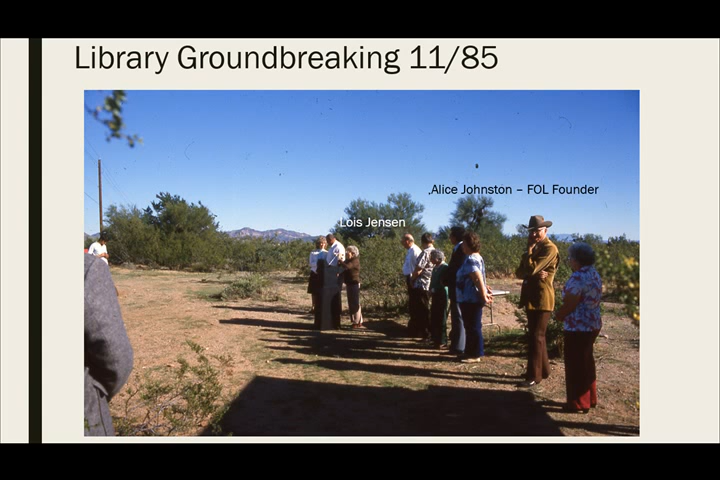 Library Groundbreaking 11/85
.Alice Johnston – FOL Founder
Lois Jensen